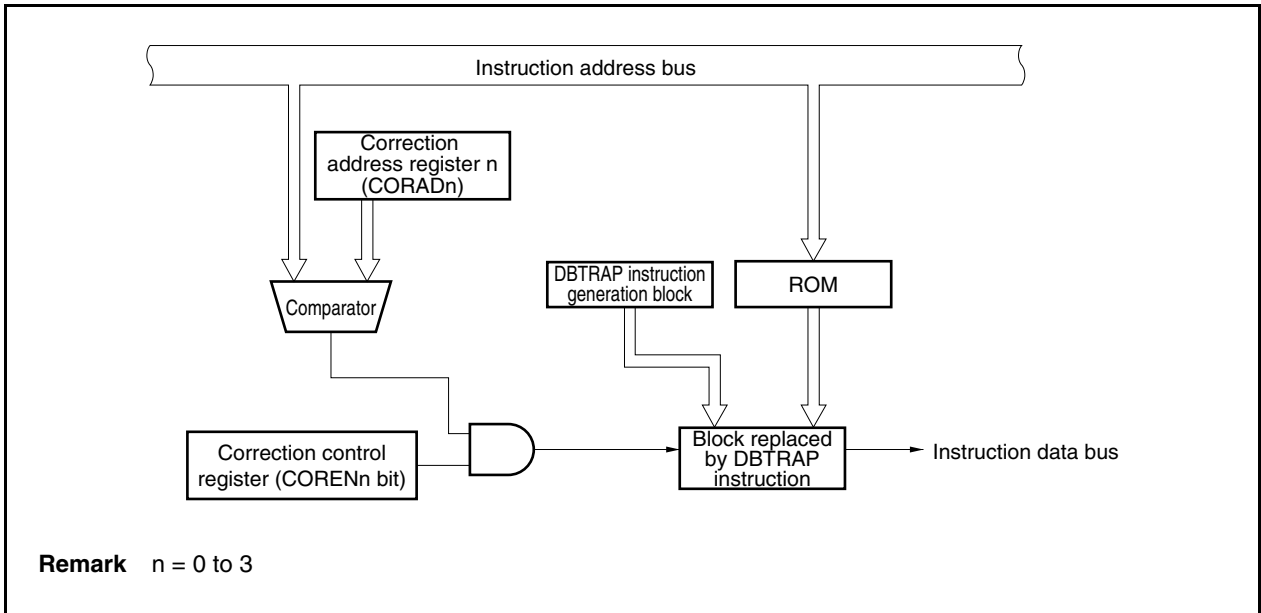 Instruction address bus
Correction
address register n
(CORADn)
DBTRAP instruction
generation block
ROM
Comparator
Correction control
register (CORENn bit)
Block replaced
by DBTRAP
instruction
Instruction data bus
Remark n = 0 to 3